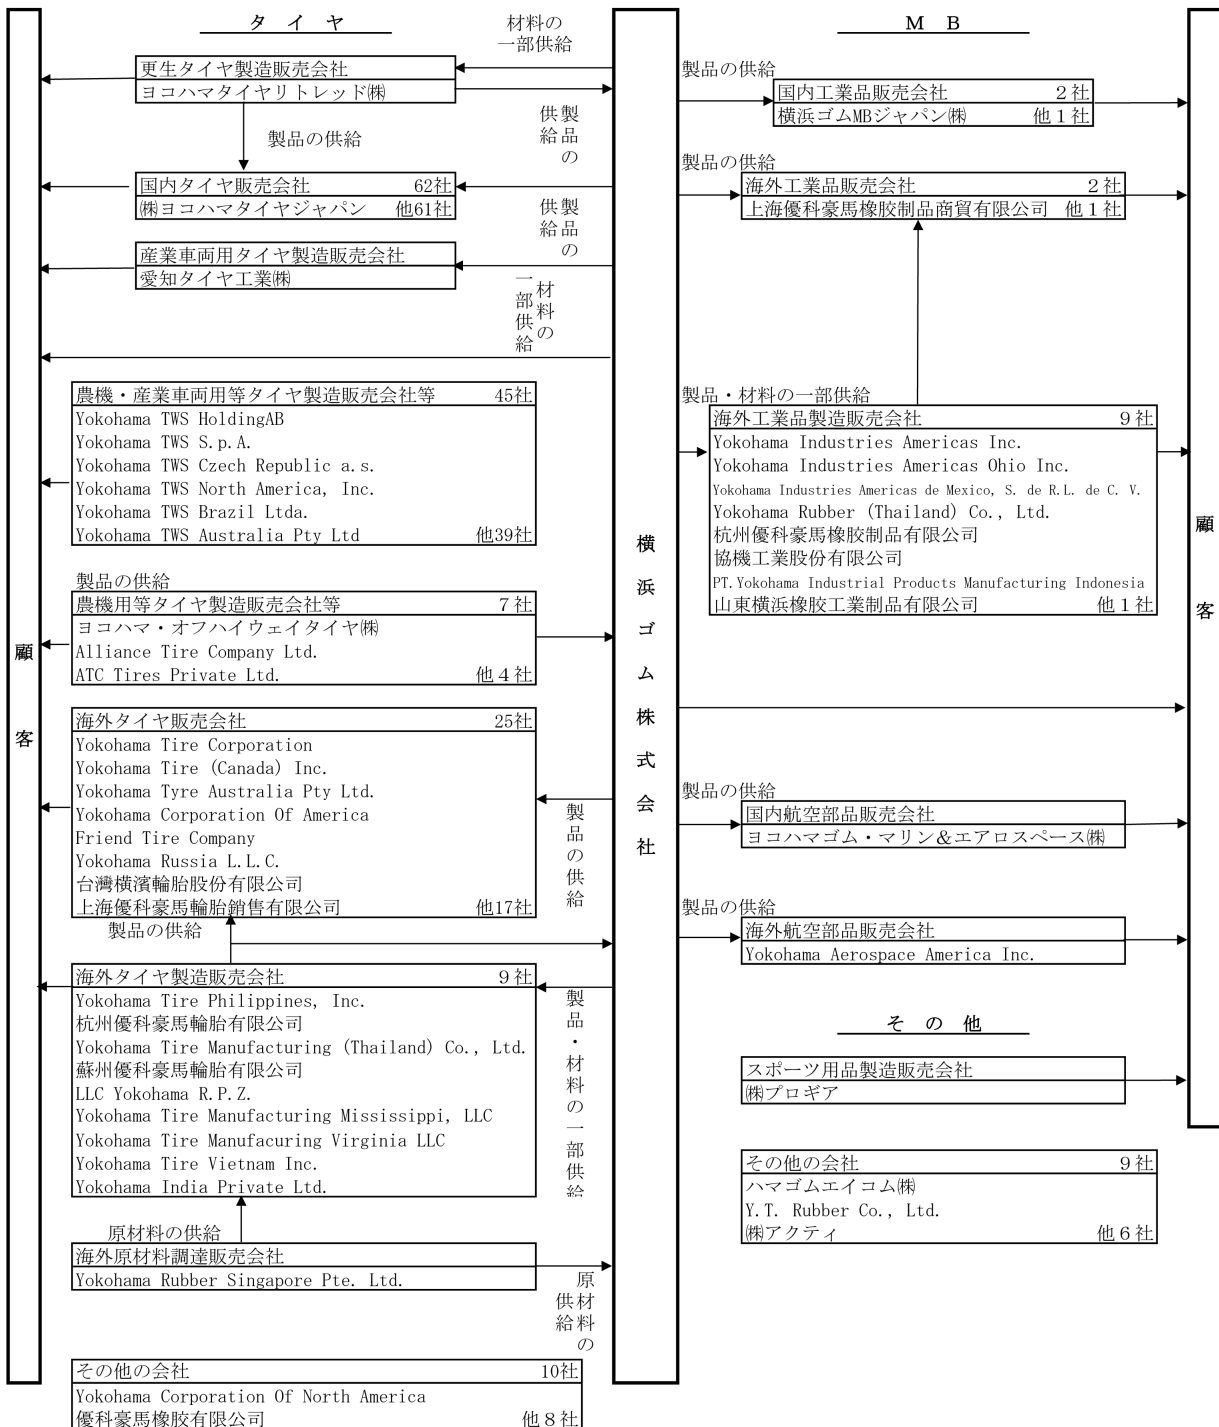 タ イ ヤ
材料の
一部供給
更生タイヤ製造販売会社
ヨコハマタイヤリトレッド㈱
製品の供給
製品の
供給
国内タイヤ販売会社 62社
㈱ヨコハマタイヤジャパン 他61社
製品の
供給
産業車両用タイヤ製造販売会社
愛知タイヤ工業㈱
材料の
一部供給
農機・産業車両用等タイヤ製造販売会社等 45社
Yokohama TWS HoldingAB
Yokohama TWS S.p.A.
Yokohama TWS Czech Republic a.s.
Yokohama TWS North America, Inc.
Yokohama TWS Brazil Ltda.
Yokohama TWS Australia Pty Ltd 他39社
製品の供給
農機用等タイヤ製造販売会社等 7社
ヨコハマ・オフハイウェイタイヤ㈱
Alliance Tire Company Ltd.
ATC Tires Private Ltd. 他4社
海外タイヤ販売会社 25社
Yokohama Tire Corporation
Yokohama Tire (Canada) Inc.
Yokohama Tyre Australia Pty Ltd.
Yokohama Corporation Of America
Friend Tire Company
Yokohama Russia L.L.C.
台灣横濱輪胎股份有限公司
上海優科豪馬輪胎銷售有限公司 他17社
製品の供給
製品の供給
海外タイヤ製造販売会社 9社
Yokohama Tire Philippines, Inc.
杭州優科豪馬輪胎有限公司
Yokohama Tire Manufacturing (Thailand) Co., Ltd.
蘇州優科豪馬輪胎有限公司
LLC Yokohama R.P.Z.
Yokohama Tire Manufacturing Mississippi, LLC
Yokohama Tire Manufacuring Virginia LLC
Yokohama Tire Vietnam Inc.
Yokohama India Private Ltd.
製品・材料の一部供給
原材料の供給
海外原材料調達販売会社
Yokohama Rubber Singapore Pte. Ltd.
原材料の
供給
その他の会社 10社
Yokohama Corporation Of North America
優科豪馬橡胶有限公司 他8社
顧客
横浜ゴム株式会社
M B
製品の供給
国内工業品販売会社 2社
横浜ゴムMBジャパン㈱ 他1社
製品の供給
海外工業品販売会社 2社
上海優科豪馬橡胶制品商貿有限公司 他1社
製品・材料の一部供給
海外工業品製造販売会社 9社
Yokohama Industries Americas Inc.
Yokohama Industries Americas Ohio Inc.
Yokohama Industries Americas de Mexico, S. de R.L. de C. V.
Yokohama Rubber (Thailand) Co., Ltd.
杭州優科豪馬橡胶制品有限公司
協機工業股份有限公司
PT.Yokohama Industrial Products Manufacturing Indonesia
山東横浜橡胶工業制品有限公司 他1社
製品の供給
国内航空部品販売会社
ヨコハマゴム・マリン&エアロスペース㈱
製品の供給
海外航空部品販売会社
Yokohama Aerospace America Inc.
そ の 他
スポーツ用品製造販売会社
㈱プロギア
その他の会社 9社
ハマゴムエイコム㈱
Y.T. Rubber Co., Ltd.
㈱アクティ 他6社
顧客